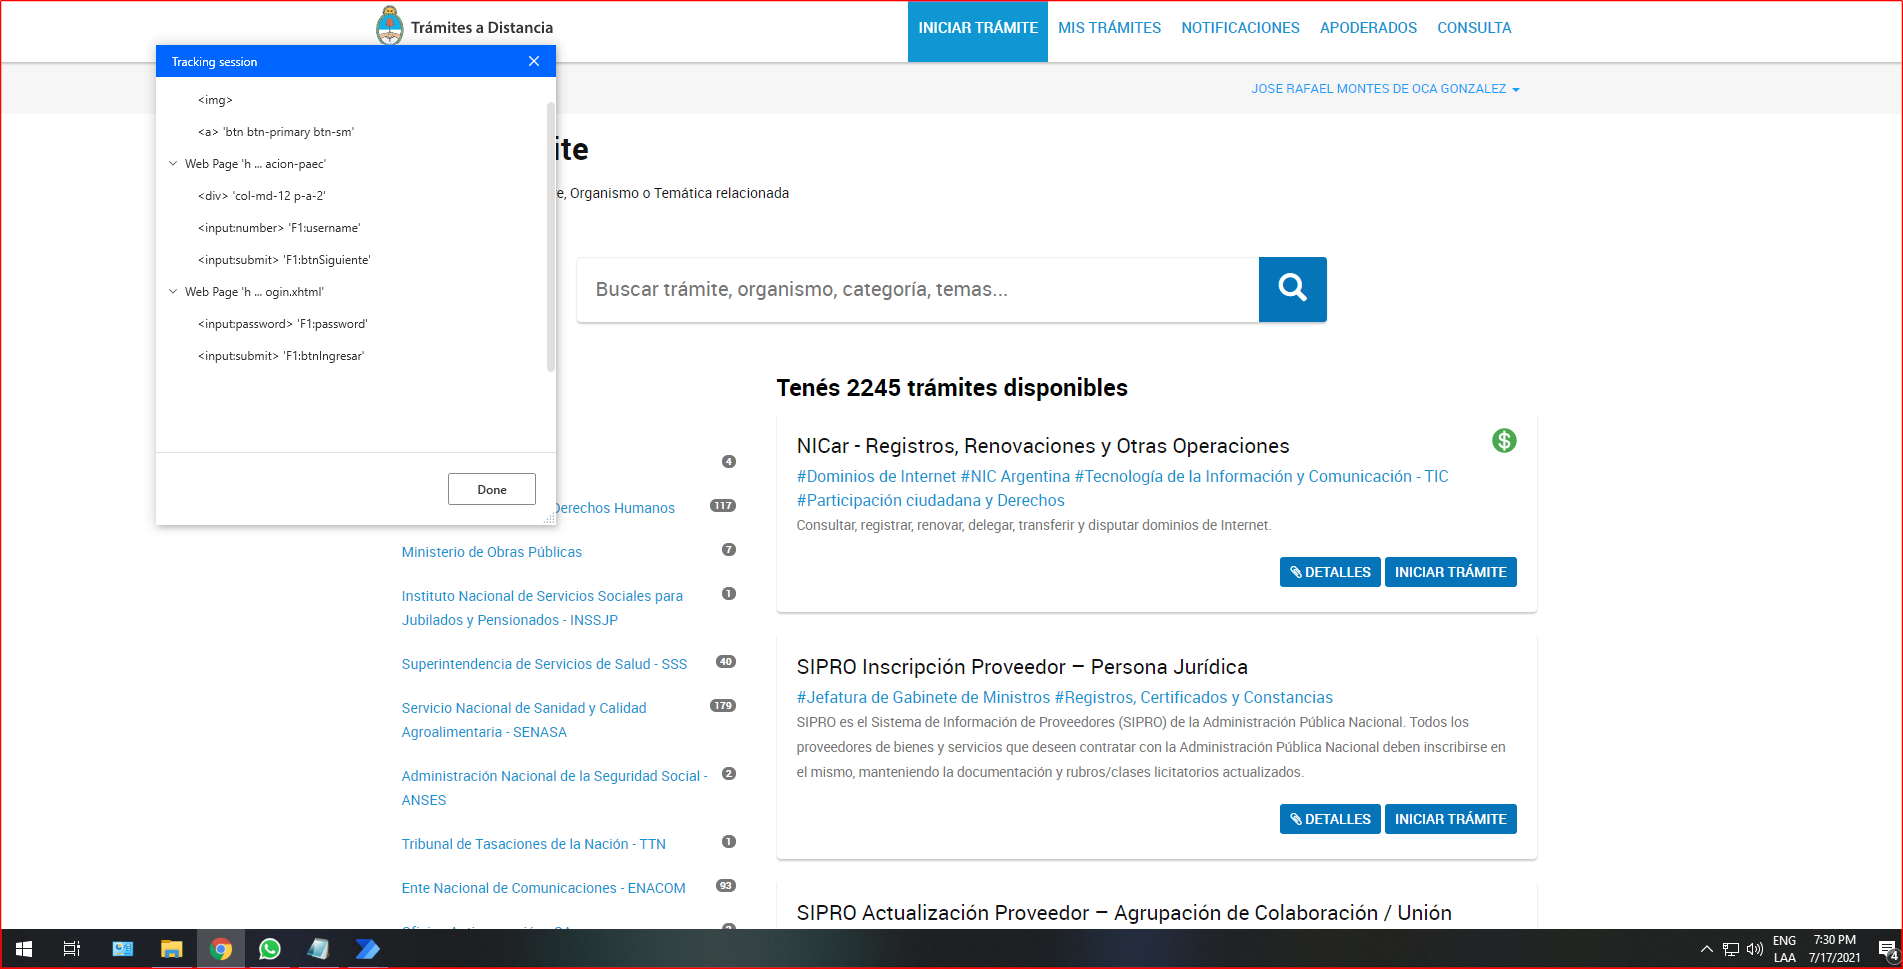 Trámites a Distancia
INICIAR TRÁMITE
MIS TRÁMITES
NOTIFICACIONES
APODERADOS
CONSULTA
JOSE RAFAEL MONTES DE OCA GONZALEZ
Tracking session
<img>
<a> 'btn btn-primary btn-sm'
Web Page 'h ... acion-paec'
<div> 'col-md-12 p-a-2'
<input:number> 'F1:username'
<input:submit> 'F1:btnSiguiente'
Web Page 'h ... ogin.xhtml'
<input:password> 'F1:password'
<input:submit> 'F1:btnIngresar'
Done
ite
e, Organismo o Temática relacionada
Buscar trámite, organismo, categoría, temas...
4
Derechos Humanos 117
Ministerio de Obras Públicas 7
Instituto Nacional de Servicios Sociales para 1
Jubilados y Pensionados - INSSJP
Superintendencia de Servicios de Salud - SSS 40
Servicio Nacional de Sanidad y Calidad 179
Agroalimentaria - SENASA
Administración Nacional de la Seguridad Social - 2
ANSES
Tribunal de Tasaciones de la Nación - TTN 1
Ente Nacional de Comunicaciones - ENACOM 93
Tenés 2245 trámites disponibles
NICar - Registros, Renovaciones y Otras Operaciones
$
#Dominios de Internet #NIC Argentina #Tecnología de la Información y Comunicación - TIC
#Participación ciudadana y Derechos
Consultar, registrar, renovar, delegar, transferir y disputar dominios de Internet.
DETALLES
INICIAR TRÁMITE
SIPRO Inscripción Proveedor – Persona Jurídica
#Jefatura de Gabinete de Ministros #Registros, Certificados y Constancias
SIPRO es el Sistema de Información de Proveedores (SIPRO) de la Administración Pública Nacional. Todos los
proveedores de bienes y servicios que deseen contratar con la Administración Pública Nacional deben inscribirse en
el mismo, manteniendo la documentación y rubros/clases licitatorios actualizados.
DETALLES
INICIAR TRÁMITE
SIPRO Actualización Proveedor – Agrupación de Colaboración / Unión
ENG
LAA
7:30 PM
7/17/2021
4